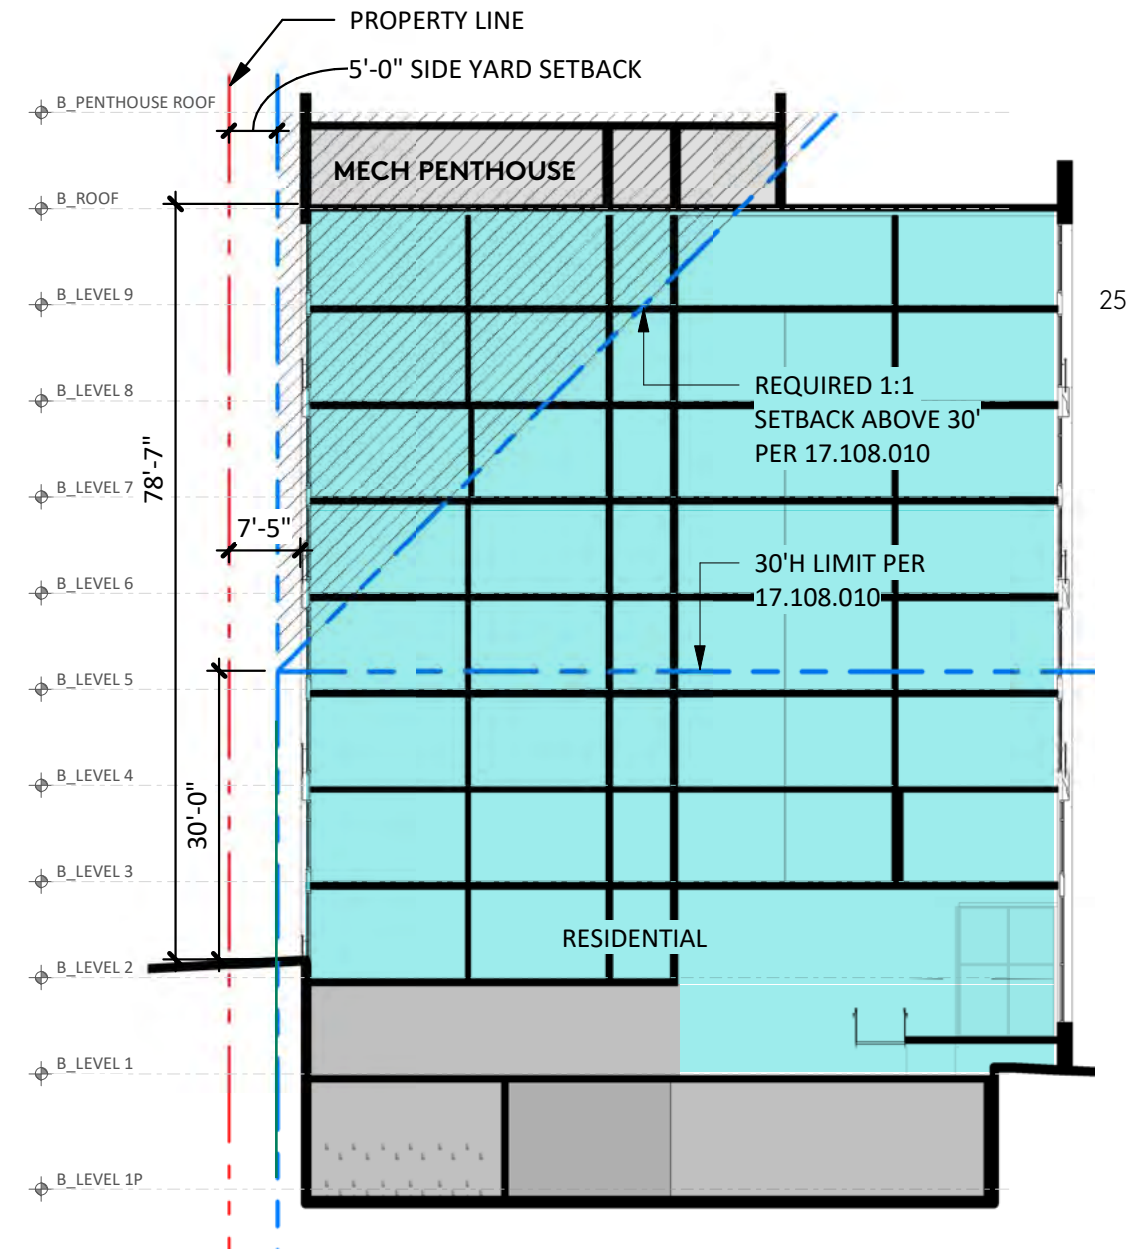 PROPERTY LINE
5'-0" SIDE YARD SETBACK
B_PENTHOUSE ROOF
MECH PENTHOUSE
B_ROOF
B_LEVEL 9
25
B_LEVEL 8
REQUIRED 1:1
SETBACK ABOVE 30'
PER 17.108.010
78'-7"
B_LEVEL 7
7'-5"
30'H LIMIT PER
17.108.010
B_LEVEL 6
B_LEVEL 5
B_LEVEL 4
30'-0"
B_LEVEL 3
RESIDENTIAL
B_LEVEL 2
B_LEVEL 1
B_LEVEL 1P